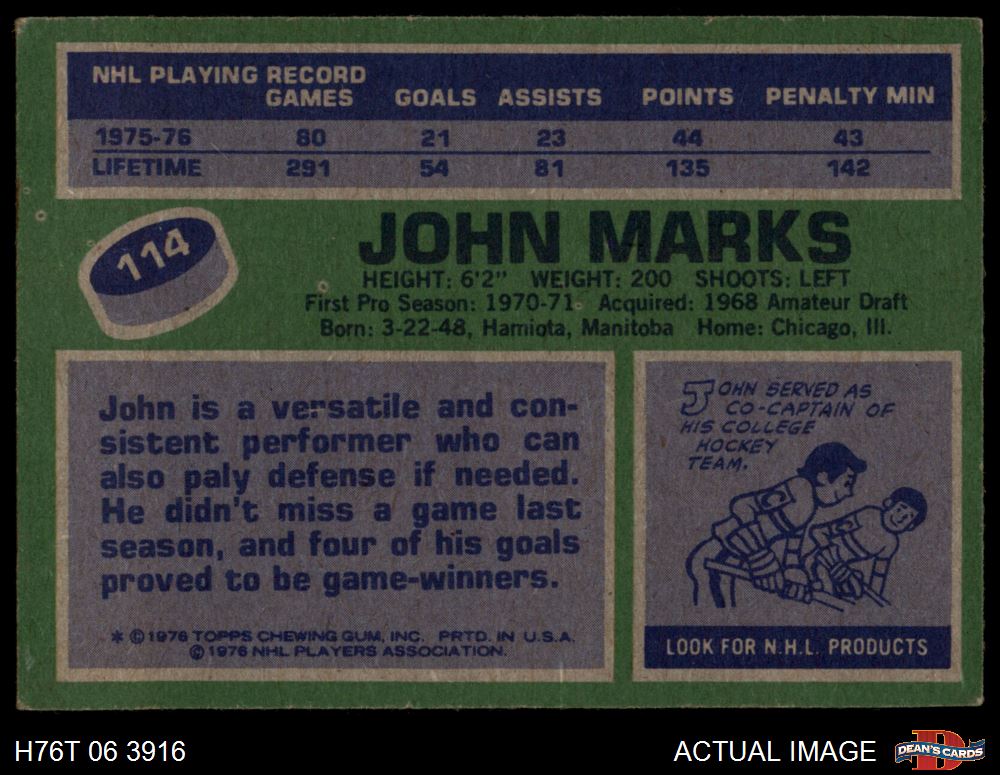 NHL PLAYING RECORD
GAMES GOALS ASSISTS POINTS PENALTY MIN
1975-76 80 21 23 44 43
LIFETIME 291 54 81 135 142
114
JOHN MARKS
HEIGHT: 6'2" WEIGHT: 200 SHOOTS: LEFT
First Pro Season: 1970-71 Acquired: 1968 Amateur Draft
Born: 3-22-48, Hamiota, Manitoba Home: Chicago, Ill.
John is a versatile and con-
sistent performer who can
also paly defense if needed.
He didn't miss a game last
season, and four of his goals
proved to be game-winners.
* © 1976 TOPPS CHEWING GUM, INC. PRTD. IN U.S.A.
© 1976 NHL PLAYERS ASSOCIATION.
JOHN SERVED AS
CO-CAPTAIN OF
HIS COLLEGE
HOCKEY
TEAM.
C
C
LOOK FOR N.H.L. PRODUCTS
H76T 06 3916
ACTUAL IMAGE
D
DEAN'S CARDS